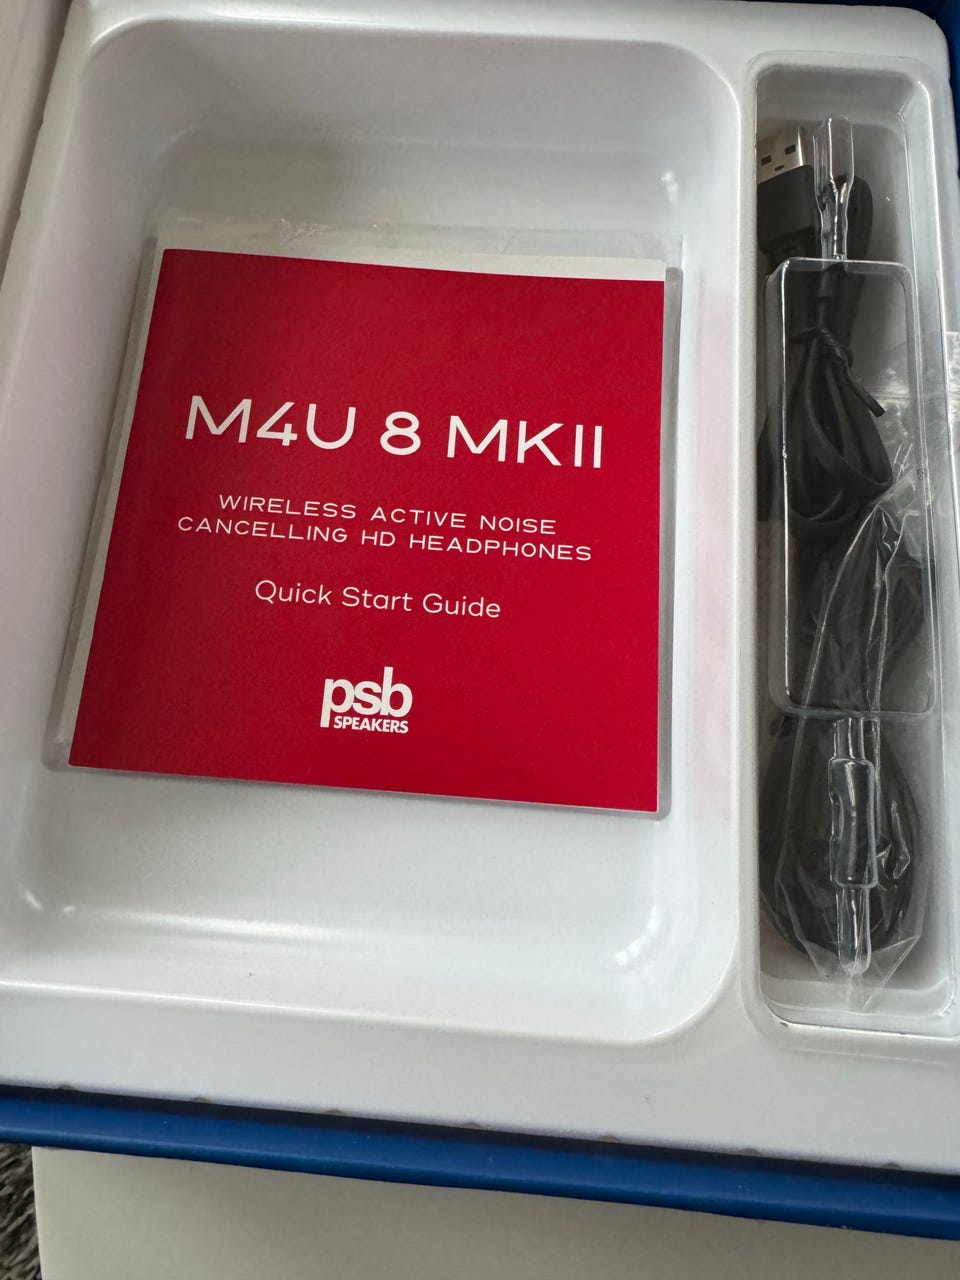 M4U 8 MKII
WIRELESS ACTIVE NOISE
CANCELLING HD HEADPHONES
Quick Start Guide
psb
SPEAKERS